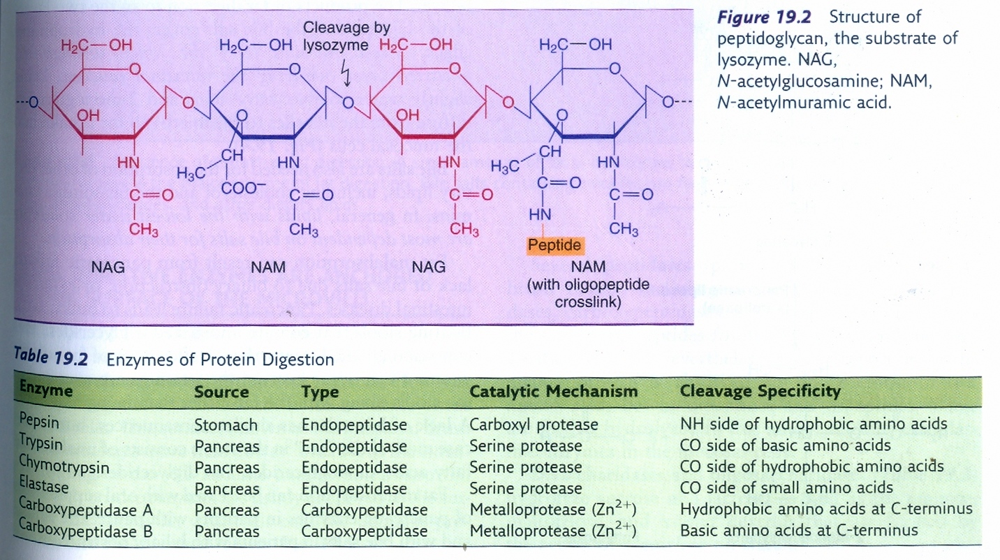 Figure 19.2 Structure of
peptidoglycan, the substrate of
lysozyme. NAG,
N-acetylglucosamine; NAM,
N-acetylmuramic acid.
Cleavage by
lysozyme
H₂C—OH H₂C—OH H₂C—OH H₂C—OH
O O O O
---O O O O O---
OH O OH O
CH CH
HN H₃C HN HN H₃C HN
COO⁻ C=O
C=O C=O C=O C=O
HN
CH₃ CH₃ CH₃ CH₃
Peptide
NAG NAM NAG NAM
(with oligopeptide
crosslink)
Table 19.2 Enzymes of Protein Digestion
Enzyme Source Type Catalytic Mechanism Cleavage Specificity
Pepsin Stomach Endopeptidase Carboxyl protease NH side of hydrophobic amino acids
Trypsin Pancreas Endopeptidase Serine protease CO side of basic amino acids
Chymotrypsin Pancreas Endopeptidase Serine protease CO side of hydrophobic amino acids
Elastase Pancreas Endopeptidase Serine protease CO side of small amino acids
Carboxypeptidase A Pancreas Carboxypeptidase Metalloprotease (Zn²⁺) Hydrophobic amino acids at C-terminus
Carboxypeptidase B Pancreas Carboxypeptidase Metalloprotease (Zn²⁺) Basic amino acids at C-terminus